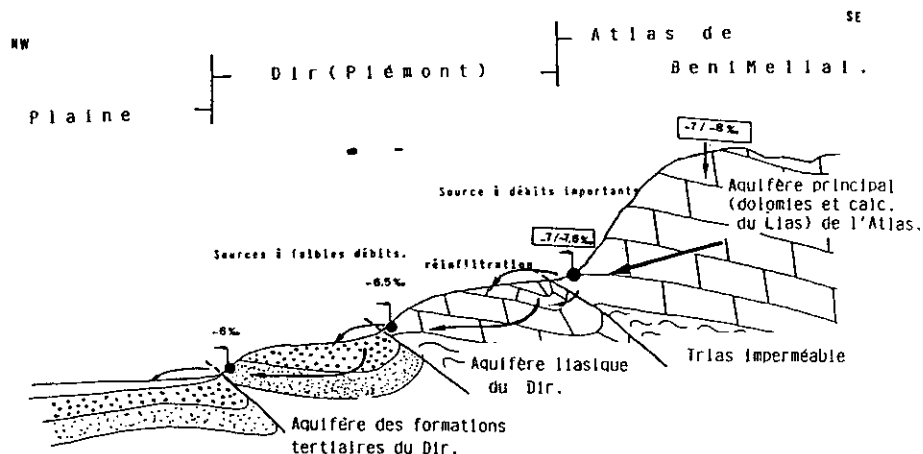 NW
SE
Atlas de
Beni Mellal.
Dir (Piémont)
Plaine
-7/-8‰
Aquifère principal
(dolomies et calc.
du Lias) de l'Atlas.
Source à débits importants
-7/-7,6‰
Sources à faibles débits.
réinfiltration
-6,5‰
-6‰
Trias imperméable
Aquifère liasique
du Dir.
Aquifère des formations
tertiaires du Dir.